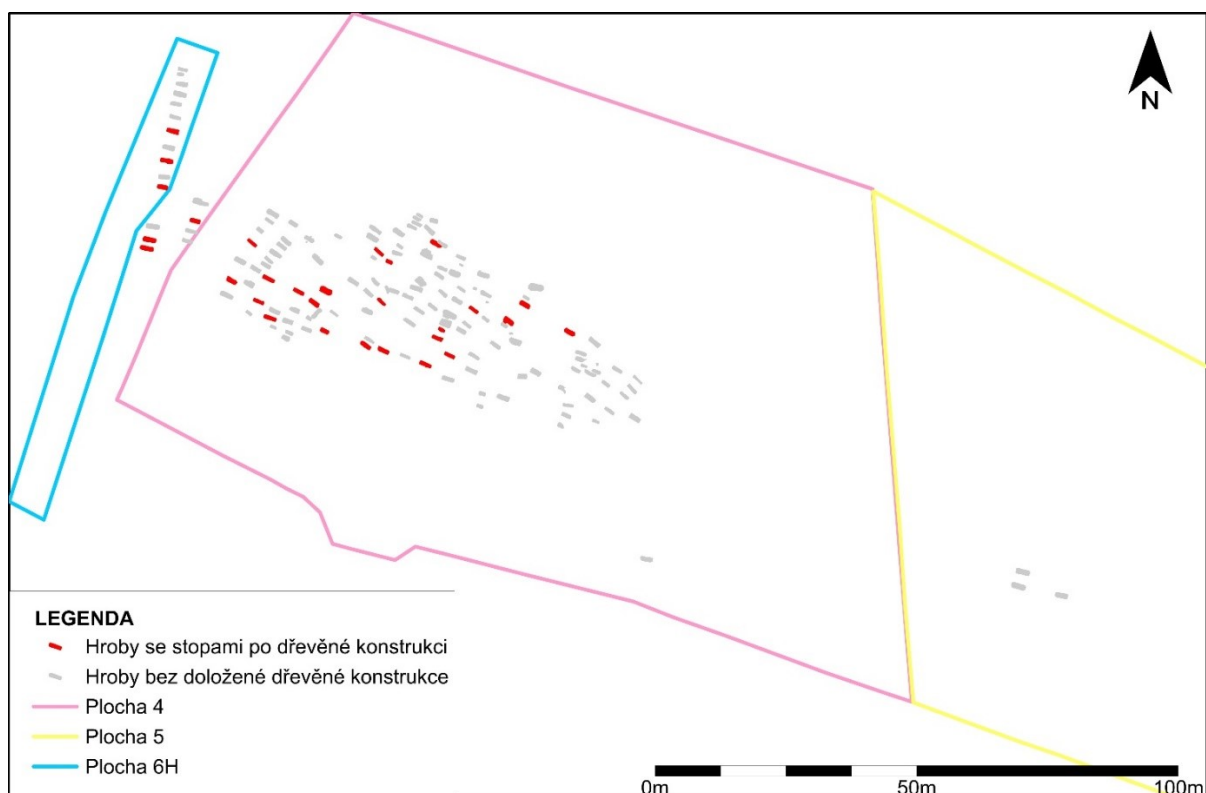 N
LEGENDA
Hroby se stopami po dřevěné konstrukci
Hroby bez doložené dřevěné konstrukce
Plocha 4
Plocha 5
Plocha 6H
0m 50m 100m